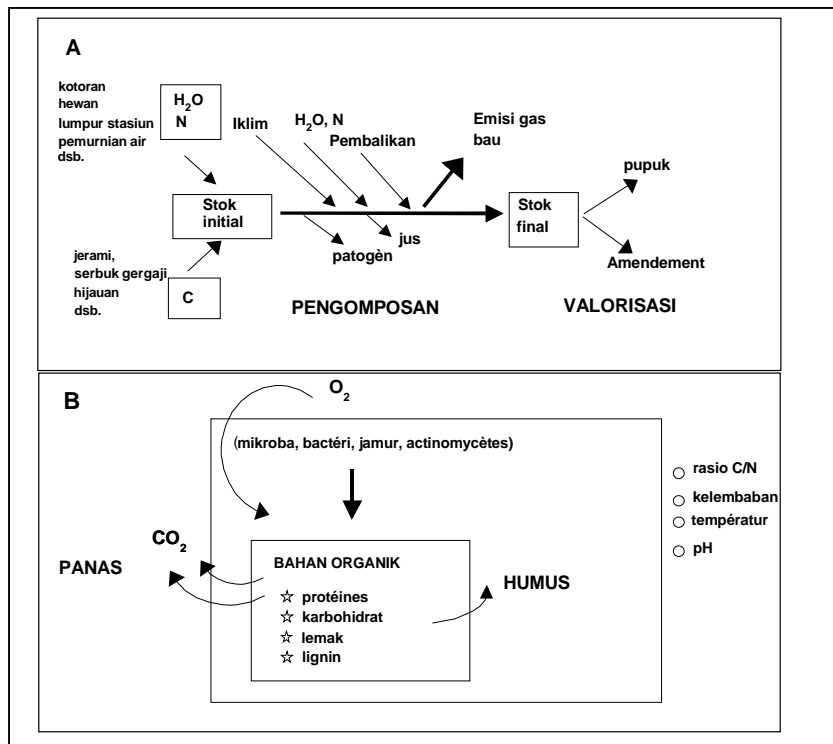 A
kotoran
hewan
lumpur stasiun
pemurnian air
dsb.
H2O
N
Iklim
H2O, N
Pembalikan
Emisi gas
bau
pupuk
Stok
initial
Stok
final
jus
patogèn
Amendement
jerami,
serbuk gergaji
hijauan
dsb.
C
PENGOMPOSAN
VALORISASI
B
O2
(mikroba, bactéri, jamur, actinomycètes)
rasio C/N
kelembaban
températur
pH
CO2
PANAS
BAHAN ORGANIK
☆ protéines
☆ karbohidrat
☆ lemak
☆ lignin
HUMUS